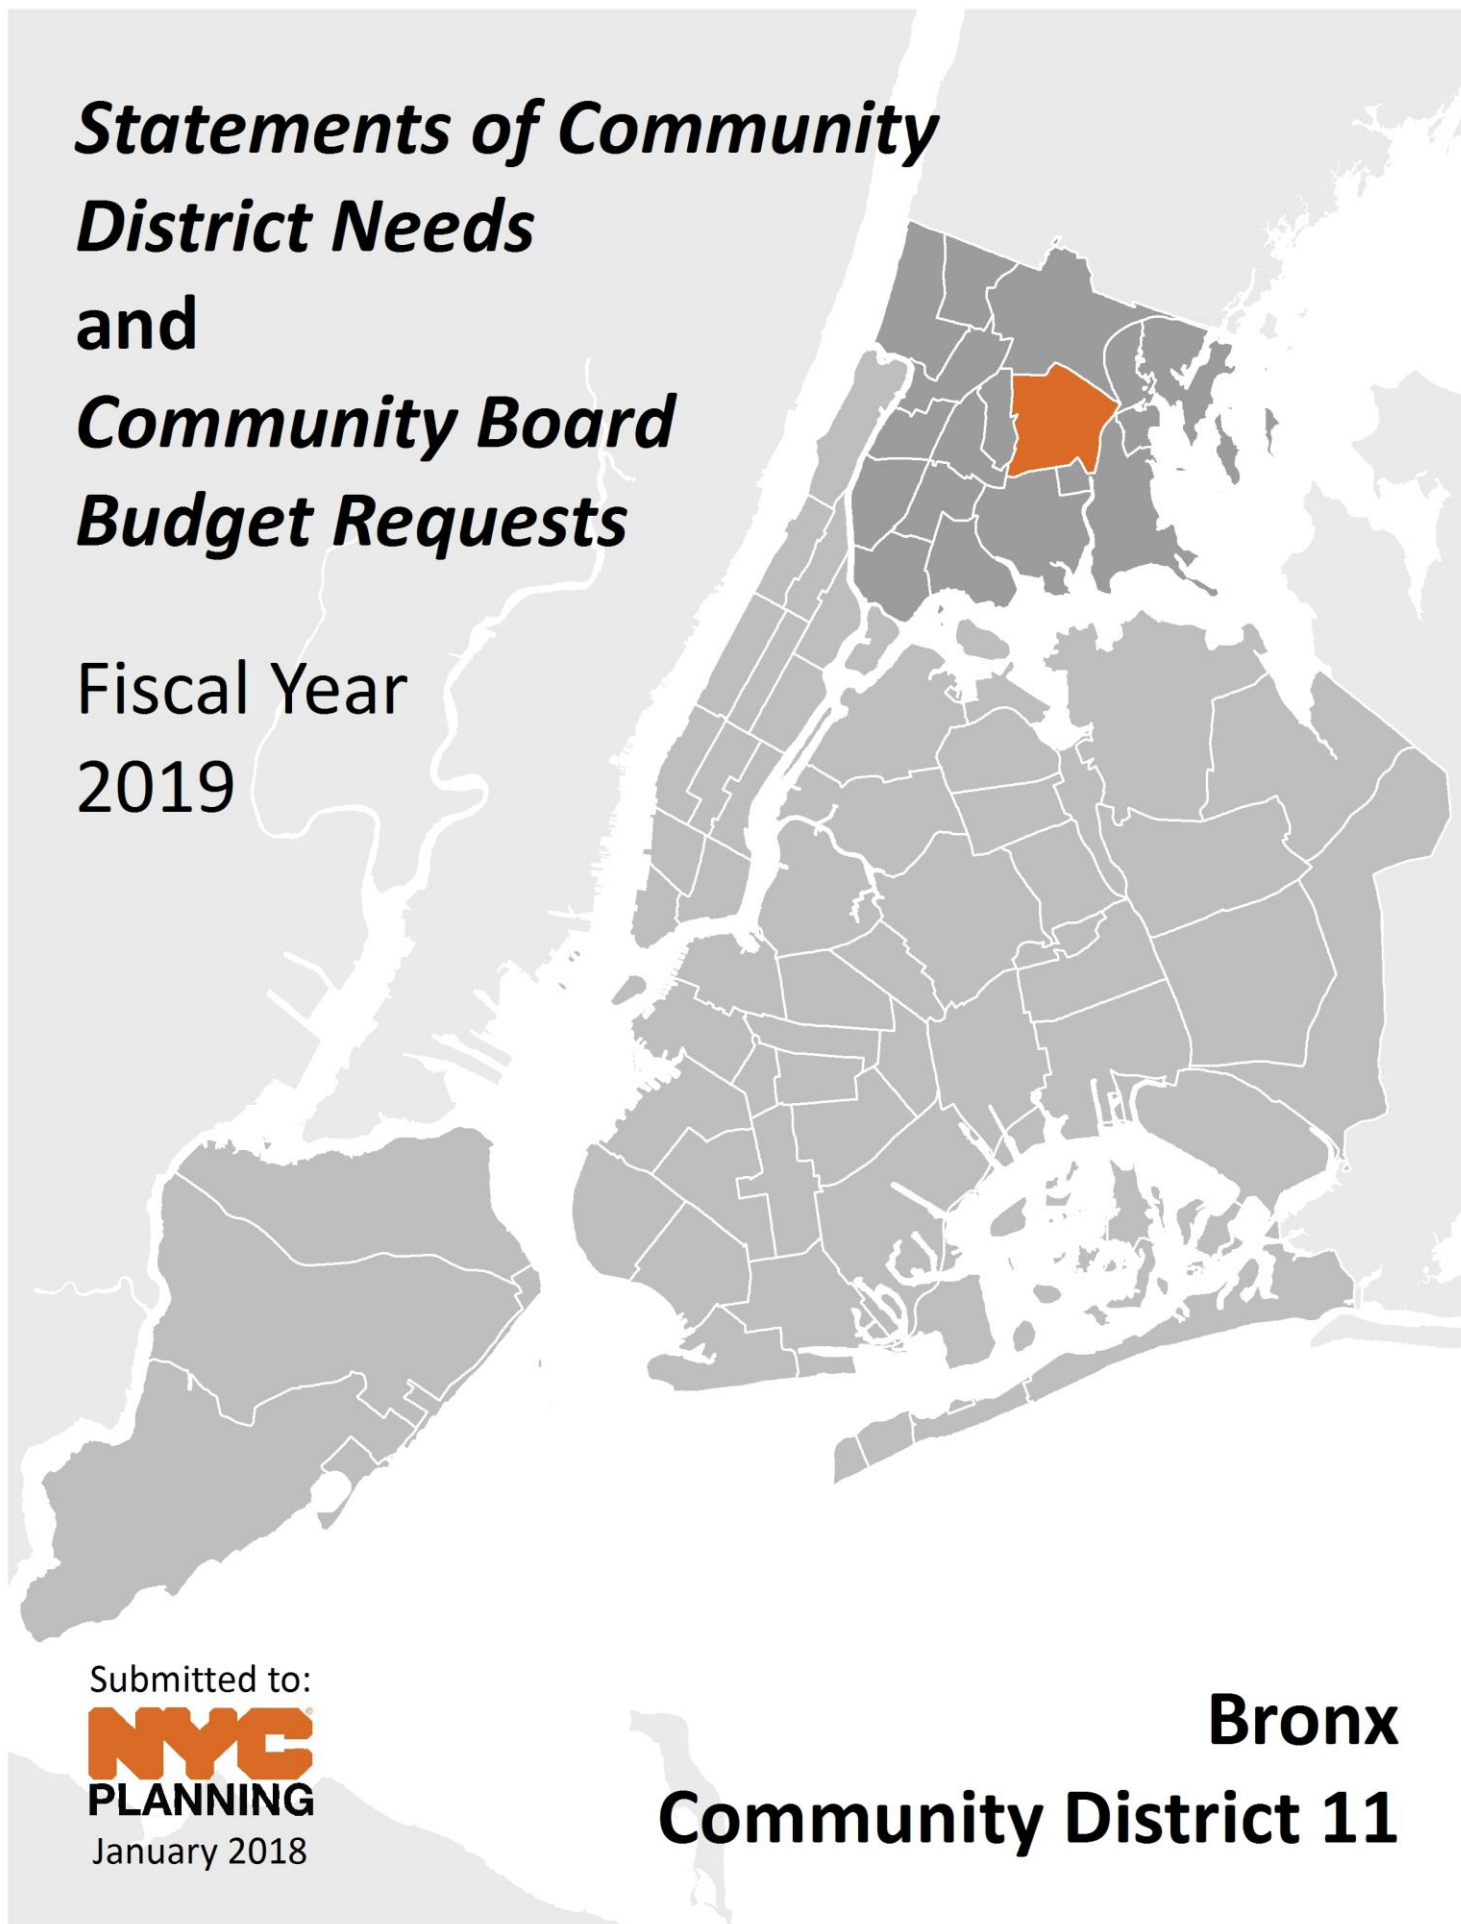 Statements of Community
District Needs
and
Community Board
Budget Requests
Fiscal Year
2019
Submitted to:
NYC
PLANNING
January 2018
Bronx
Community District 11